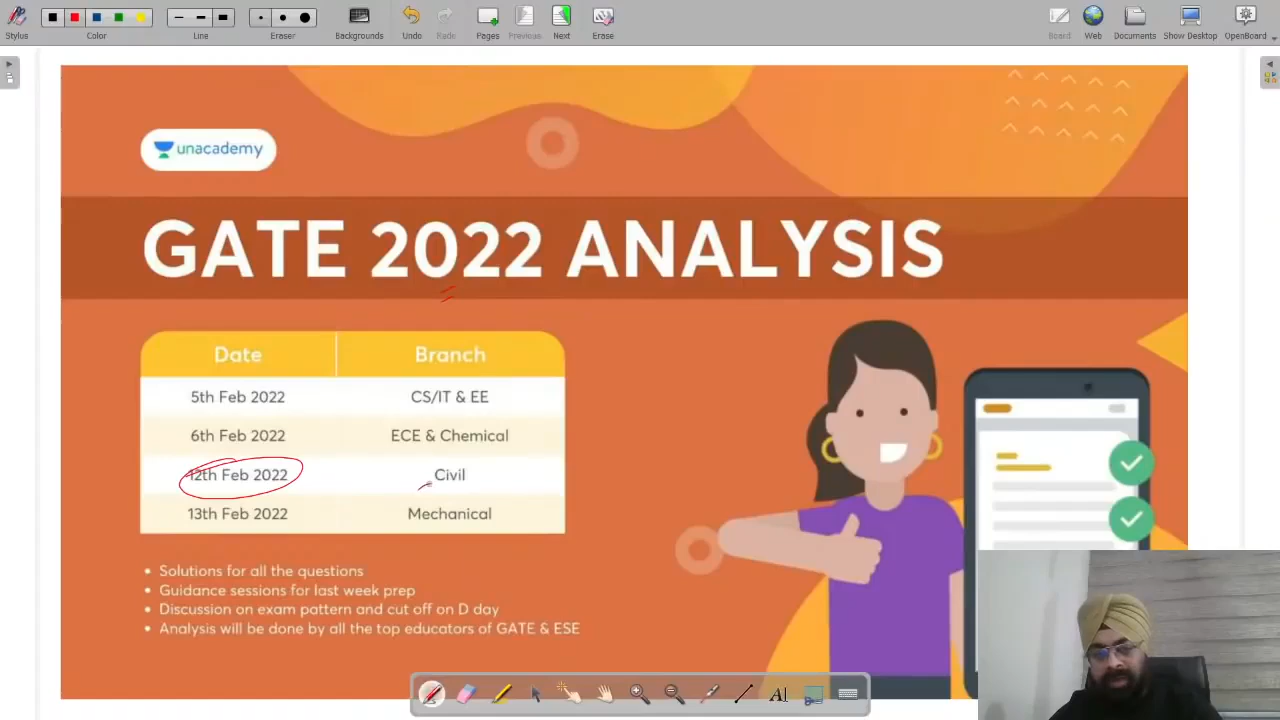 Stylus Color Line Eraser Backgrounds Undo Redo Pages Previous Next Erase Board Web Documents Show Desktop OpenBoard
unacademy
GATE 2022 ANALYSIS
Date Branch
5th Feb 2022 CS/IT & EE
6th Feb 2022 ECE & Chemical
12th Feb 2022 Civil
13th Feb 2022 Mechanical
• Solutions for all the questions
• Guidance sessions for last week prep
• Discussion on exam pattern and cut off on D day
• Analysis will be done by all the top educators of GATE & ESE
AI